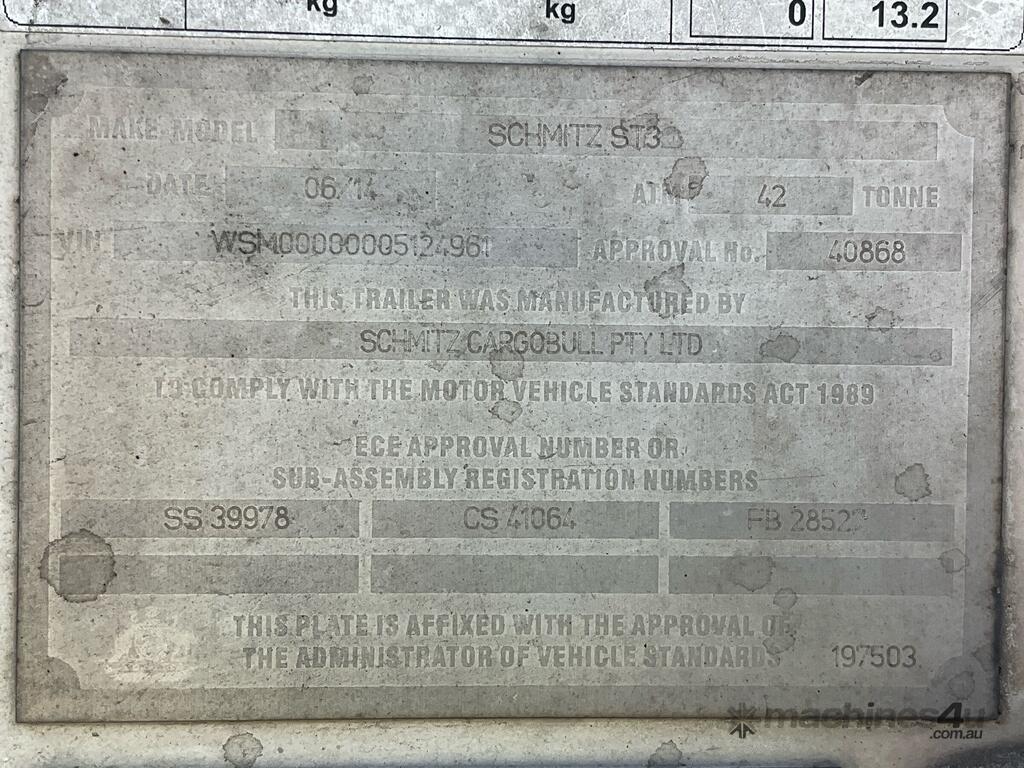 kg kg 0 13.2
MAKE MODEL SCHMITZ ST3
DATE 06/14 ATM 42 TONNE
VIN WSM00000005124961 APPROVAL No. 40868
THIS TRAILER WAS MANUFACTURED BY
SCHMITZ CARGOBULL PTY LTD
TO COMPLY WITH THE MOTOR VEHICLE STANDARDS ACT 1989
ECE APPROVAL NUMBER OR
SUB-ASSEMBLY REGISTRATION NUMBERS
SS 39978 CS 41064
THIS PLATE IS AFFIXED WITH THE APPROVAL OF
THE ADMINISTRATOR OF VEHICLE STANDARDS 197503
machines4u
.com.au